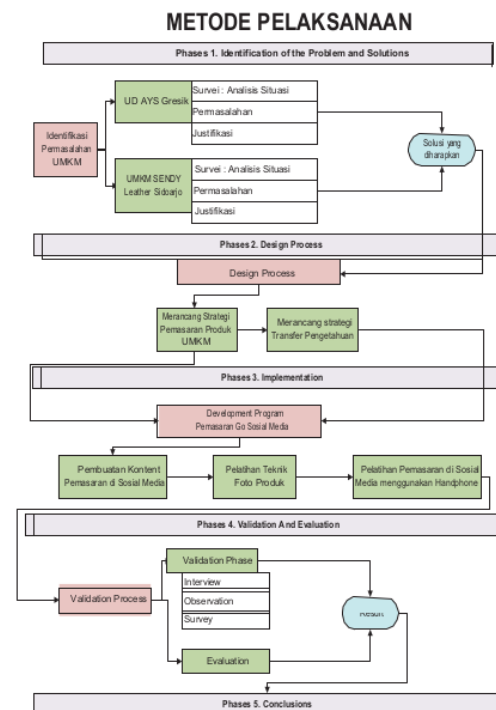 METODE PELAKSANAAN
Phases 1. Identification of the Problem and Solutions
Identifikasi
Permasalahan
UMKM
UD AYS Gresik
Survei : Analisis Situasi
Permasalahan
Justifikasi
UMKM SENDY
Leather Sidoarjo
Survei : Analisis Situasi
Permasalahan
Justifikasi
Solusi yang
diharapkan
Phases 2. Design Process
Design Process
Merancang Strategi
Pemasaran Produk
UMKM
Merancang strategi
Transfer Pengetahuan
Phases 3. Implementation
Development Program
Pemasaran Go Sosial Media
Pembuatan Kontent
Pemasaran di Sosial Media
Pelatihan Teknik
Foto Produk
Pelatihan Pemasaran di Sosial
Media menggunakan Handphone
Phases 4. Validation And Evaluation
Validation Process
Validation Phase
Interview
Observation
Survey
Evaluation
Phases 5. Conclusions